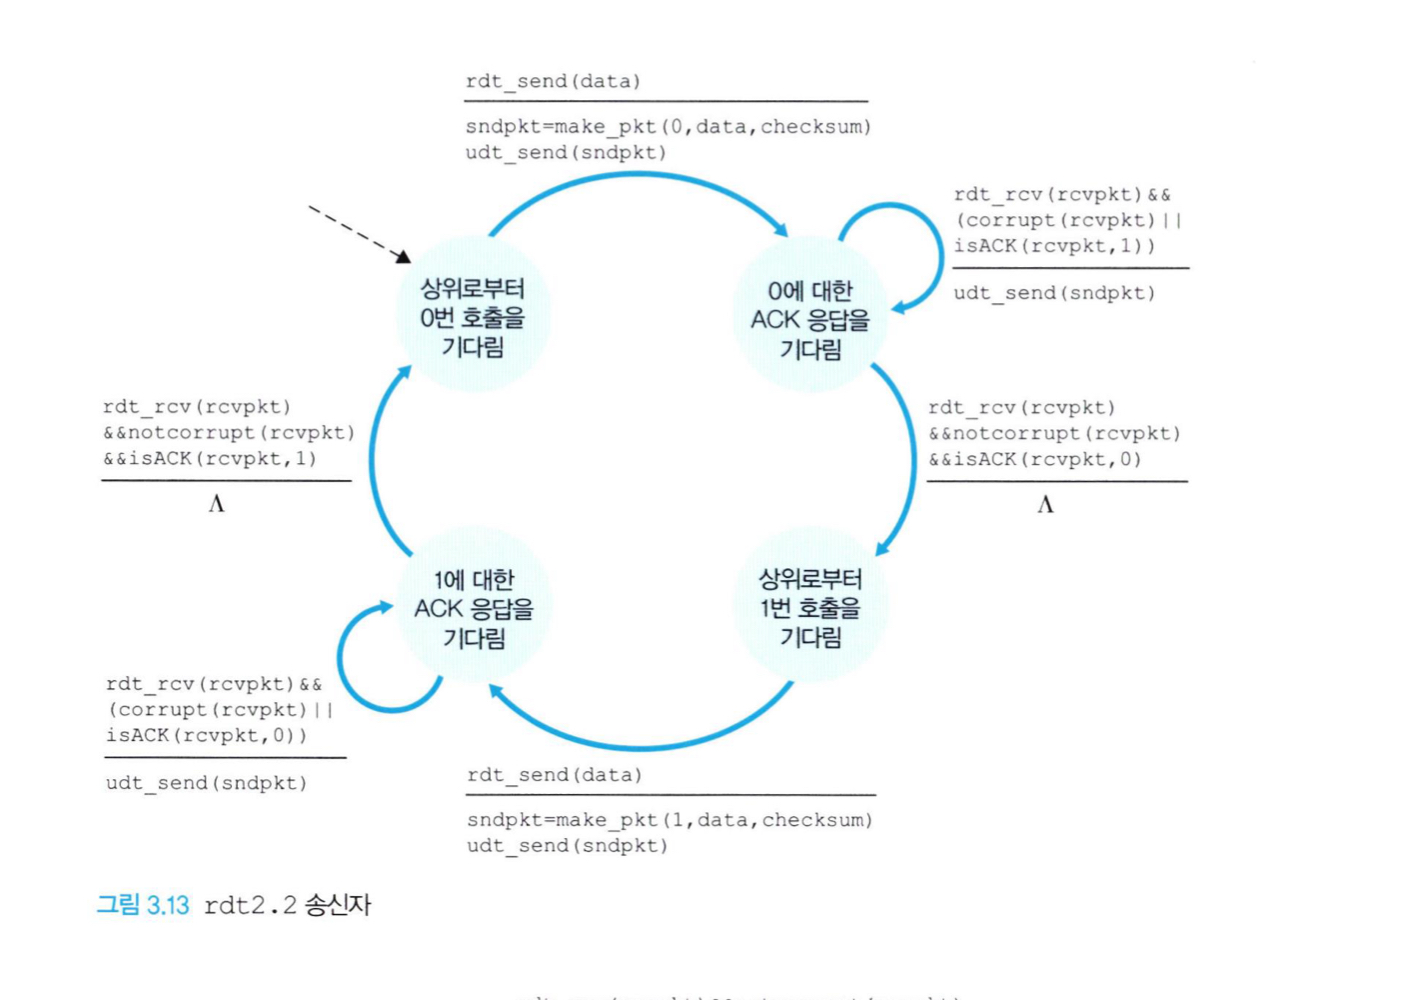 rdt_send(data)
sndpkt=make_pkt(0,data,checksum)
udt_send(sndpkt)
rdt_rcv(rcvpkt)&&
(corrupt(rcvpkt)||
isACK(rcvpkt,1))
udt_send(sndpkt)
상위로부터
0번 호출을
기다림
0에 대한
ACK 응답을
기다림
rdt_rcv(rcvpkt)
&&notcorrupt(rcvpkt)
&&isACK(rcvpkt,1)
Λ
rdt_rcv(rcvpkt)
&&notcorrupt(rcvpkt)
&&isACK(rcvpkt,0)
Λ
1에 대한
ACK 응답을
기다림
상위로부터
1번 호출을
기다림
rdt_rcv(rcvpkt)&&
(corrupt(rcvpkt)||
isACK(rcvpkt,0))
udt_send(sndpkt)
rdt_send(data)
sndpkt=make_pkt(1,data,checksum)
udt_send(sndpkt)
그림 3.13 rdt2.2 송신자